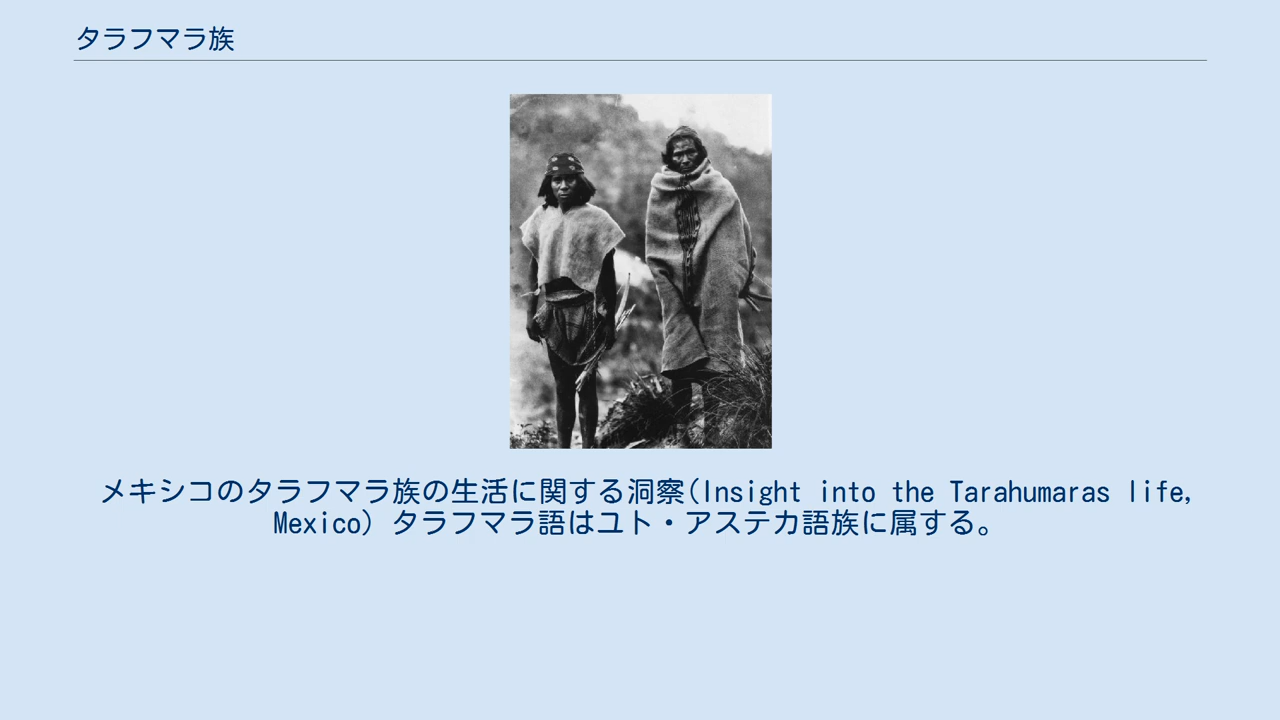 タラフマラ族
メキシコのタラフマラ族の生活に関する洞察(Insight into the Tarahumaras life,
Mexico) タラフマラ語はユト・アステカ語族に属する。